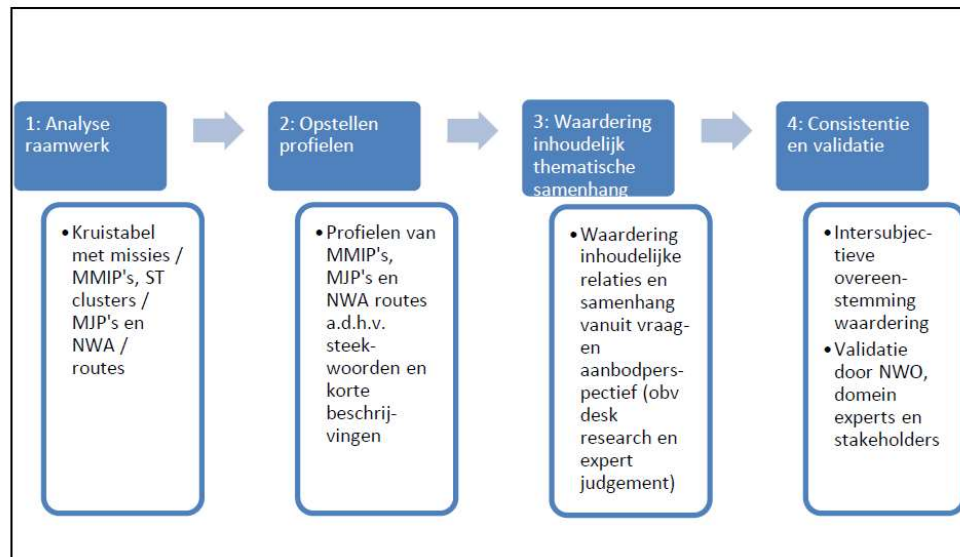 1: Analyse
raamwerk
2: Opstellen
profielen
3: Waardering
inhoudelijk
thematische
samenhang
4: Consistentie
en validatie
•Kruistabel
met missies /
MMIP's, ST
clusters /
MJP's en
NWA /
routes
•Profielen van
MMIP's,
MJP's en
NWA routes
a.d.h.v.
steek-
woorden en
korte
beschrij-
vingen
•Waardering
inhoudelijke
relaties en
samenhang
vanuit vraag-
en
aanbodpers-
pectief (obv
desk
research en
expert
judgement)
•Intersubjec-
tieve
overeen-
stemming
waardering
•Validatie
door NWO,
domein
experts en
stakeholders